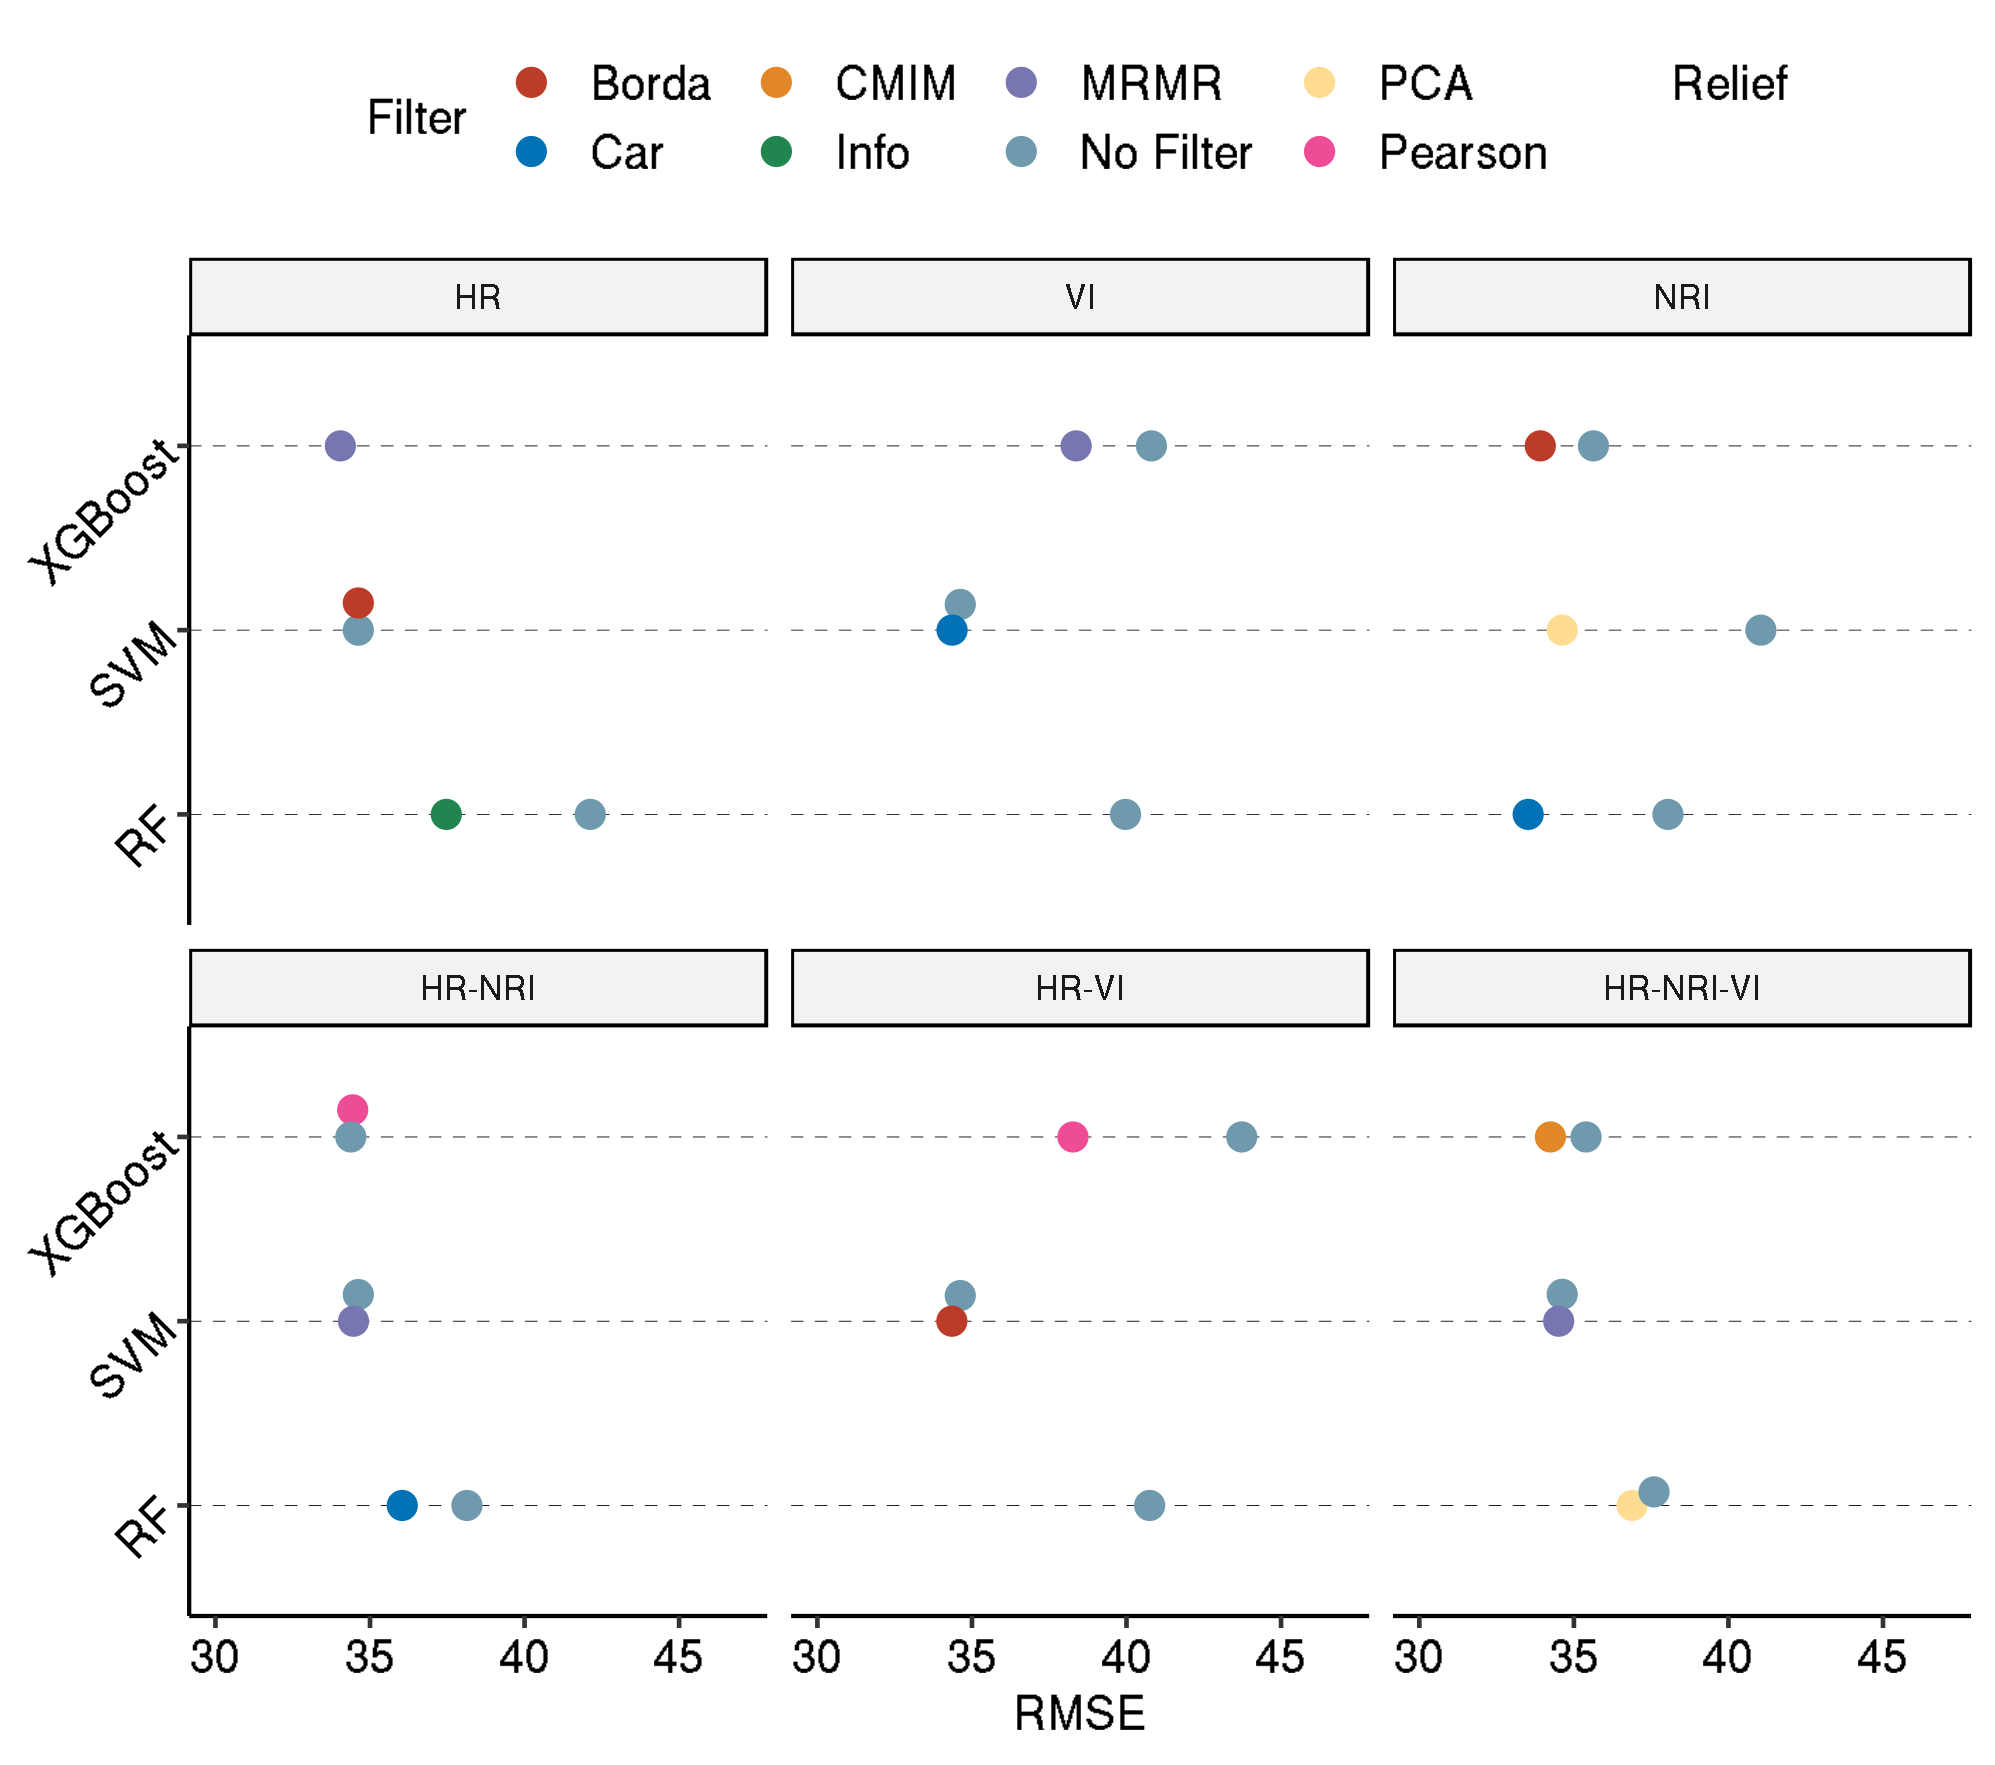 Filter
Borda CMIM MRMR PCA Relief
Car Info No Filter Pearson
HR VI NRI
XGBoost
SVM
RF
HR-NRI HR-VI HR-NRI-VI
XGBoost
SVM
RF
30 35 40 45 30 35 40 45 30 35 40 45
RMSE